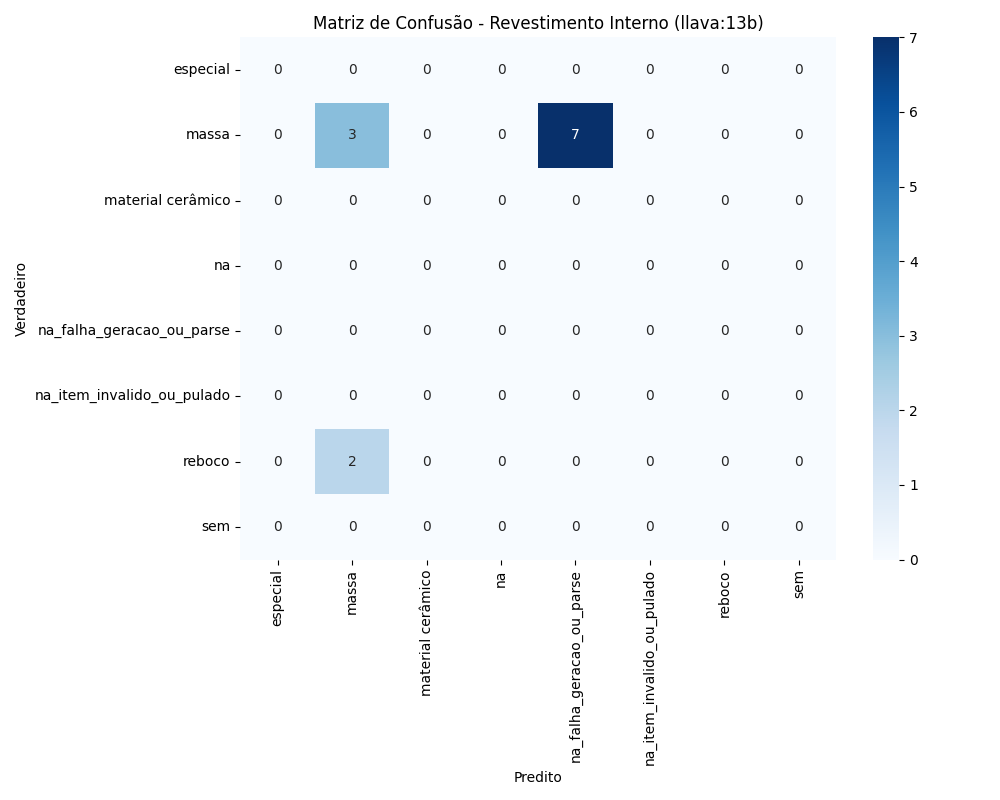 Matriz de Confusão - Revestimento Interno (llava:13b)
Verdadeiro
especial 0 0 0 0 0 0 0 0
massa 0 3 0 0 7 0 0 0
material cerâmico 0 0 0 0 0 0 0 0
na 0 0 0 0 0 0 0 0
na_falha_geracao_ou_parse 0 0 0 0 0 0 0 0
na_item_invalido_ou_pulado 0 0 0 0 0 0 0 0
reboco 0 2 0 0 0 0 0 0
sem 0 0 0 0 0 0 0 0
especial
massa
material cerâmico
na
na_falha_geracao_ou_parse
na_item_invalido_ou_pulado
reboco
sem
Predito
7
6
5
4
3
2
1
0